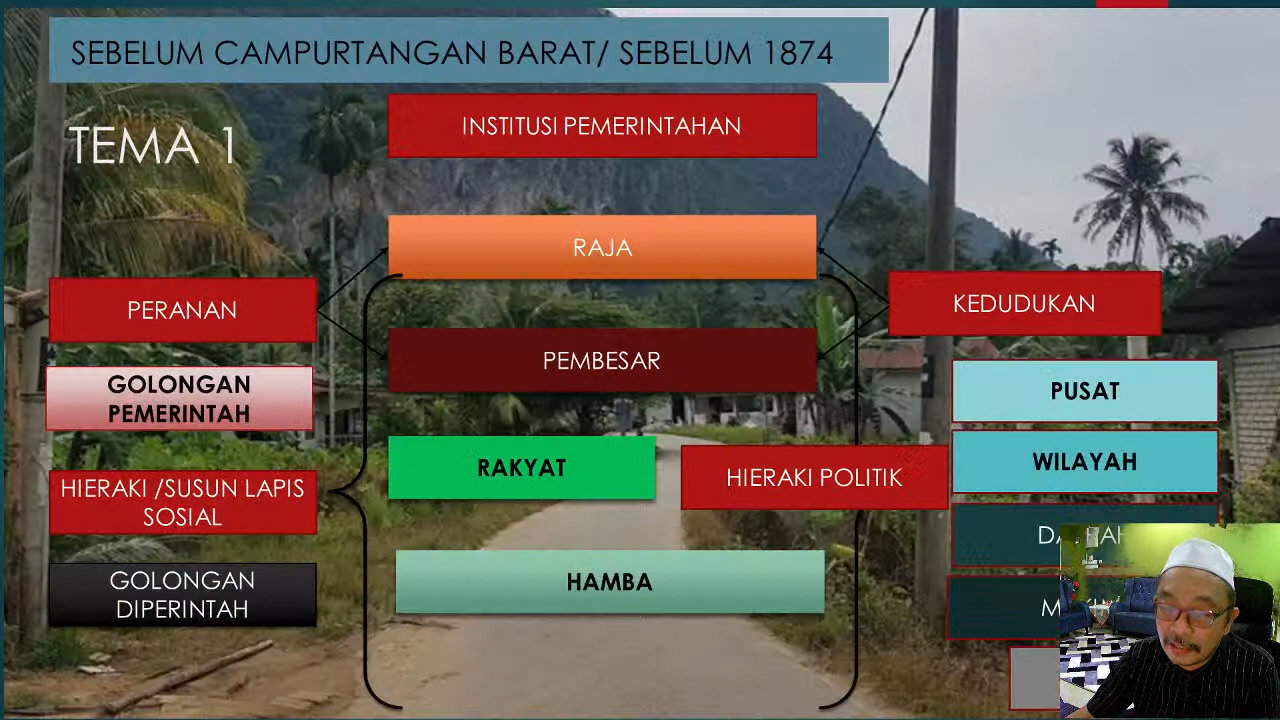 SEBELUM CAMPURTANGAN BARAT/ SEBELUM 1874
TEMA 1
INSTITUSI PEMERINTAHAN
RAJA
PERANAN
KEDUDUKAN
PEMBESAR
GOLONGAN
PEMERINTAH
PUSAT
WILAYAH
RAKYAT
HIERAKI POLITIK
HIERAKI /SUSUN LAPIS
SOSIAL
GOLONGAN
DIPERINTAH
HAMBA